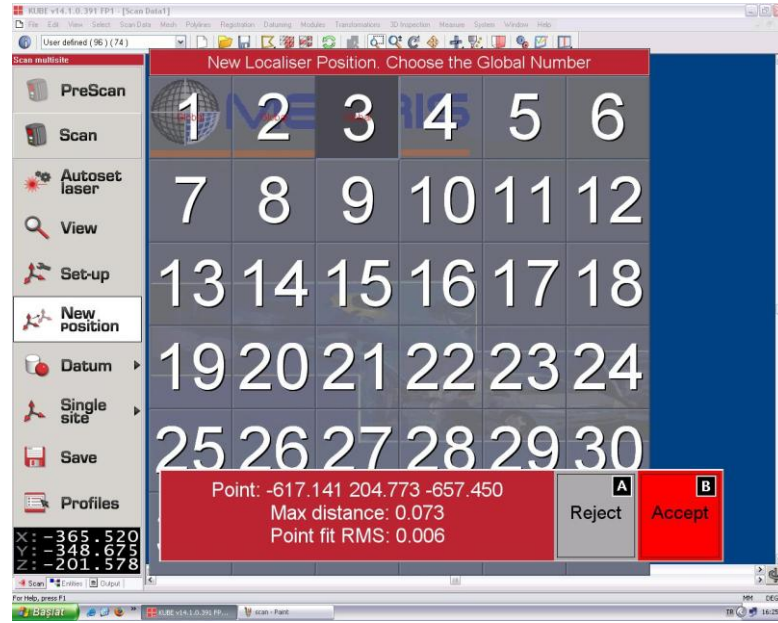 KUBE v14.1.0.391 FP1 - [Scan Data1]
File Edit View Select Scan Data Mesh Polylines Registration Datuming Modules Transformations 3D Inspection Measure System Window Help
User defined ( 96 ) ( 74 )
Scan multisite
New Localiser Position. Choose the Global Number
PreScan
Scan
Autoset
laser
View
Set-up
New
position
Datum
Single
site
Save
Profiles
1 2 3 4 5 6
Global Global Global
7 8 9 10 11 12
13 14 15 16 17 18
19 20 21 22 23 24
25 26 27 28 29 30
Point: -617.141 204.773 -657.450
Max distance: 0.073
Point fit RMS: 0.006
A
Reject
B
Accept
X:-365.520
Y:-348.675
Z:-201.578
Scan Entities Output
For Help, press F1
MM DEG
Başlat
KUBE v14.1.0.391 FP...
scan - Paint
TR 16:25